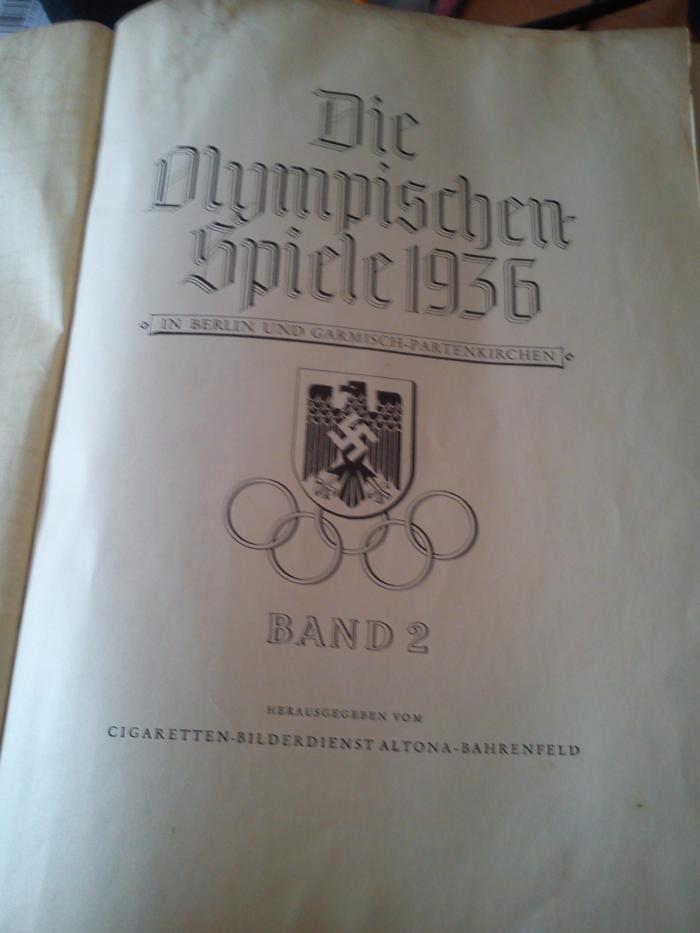 Die
Olympischen
Spiele 1936
IN BERLIN UND GARMISCH-PARTENKIRCHEN
BAND 2
HERAUSGEGEBEN VOM
CIGARETTEN-BILDERDIENST ALTONA-BAHRENFELD